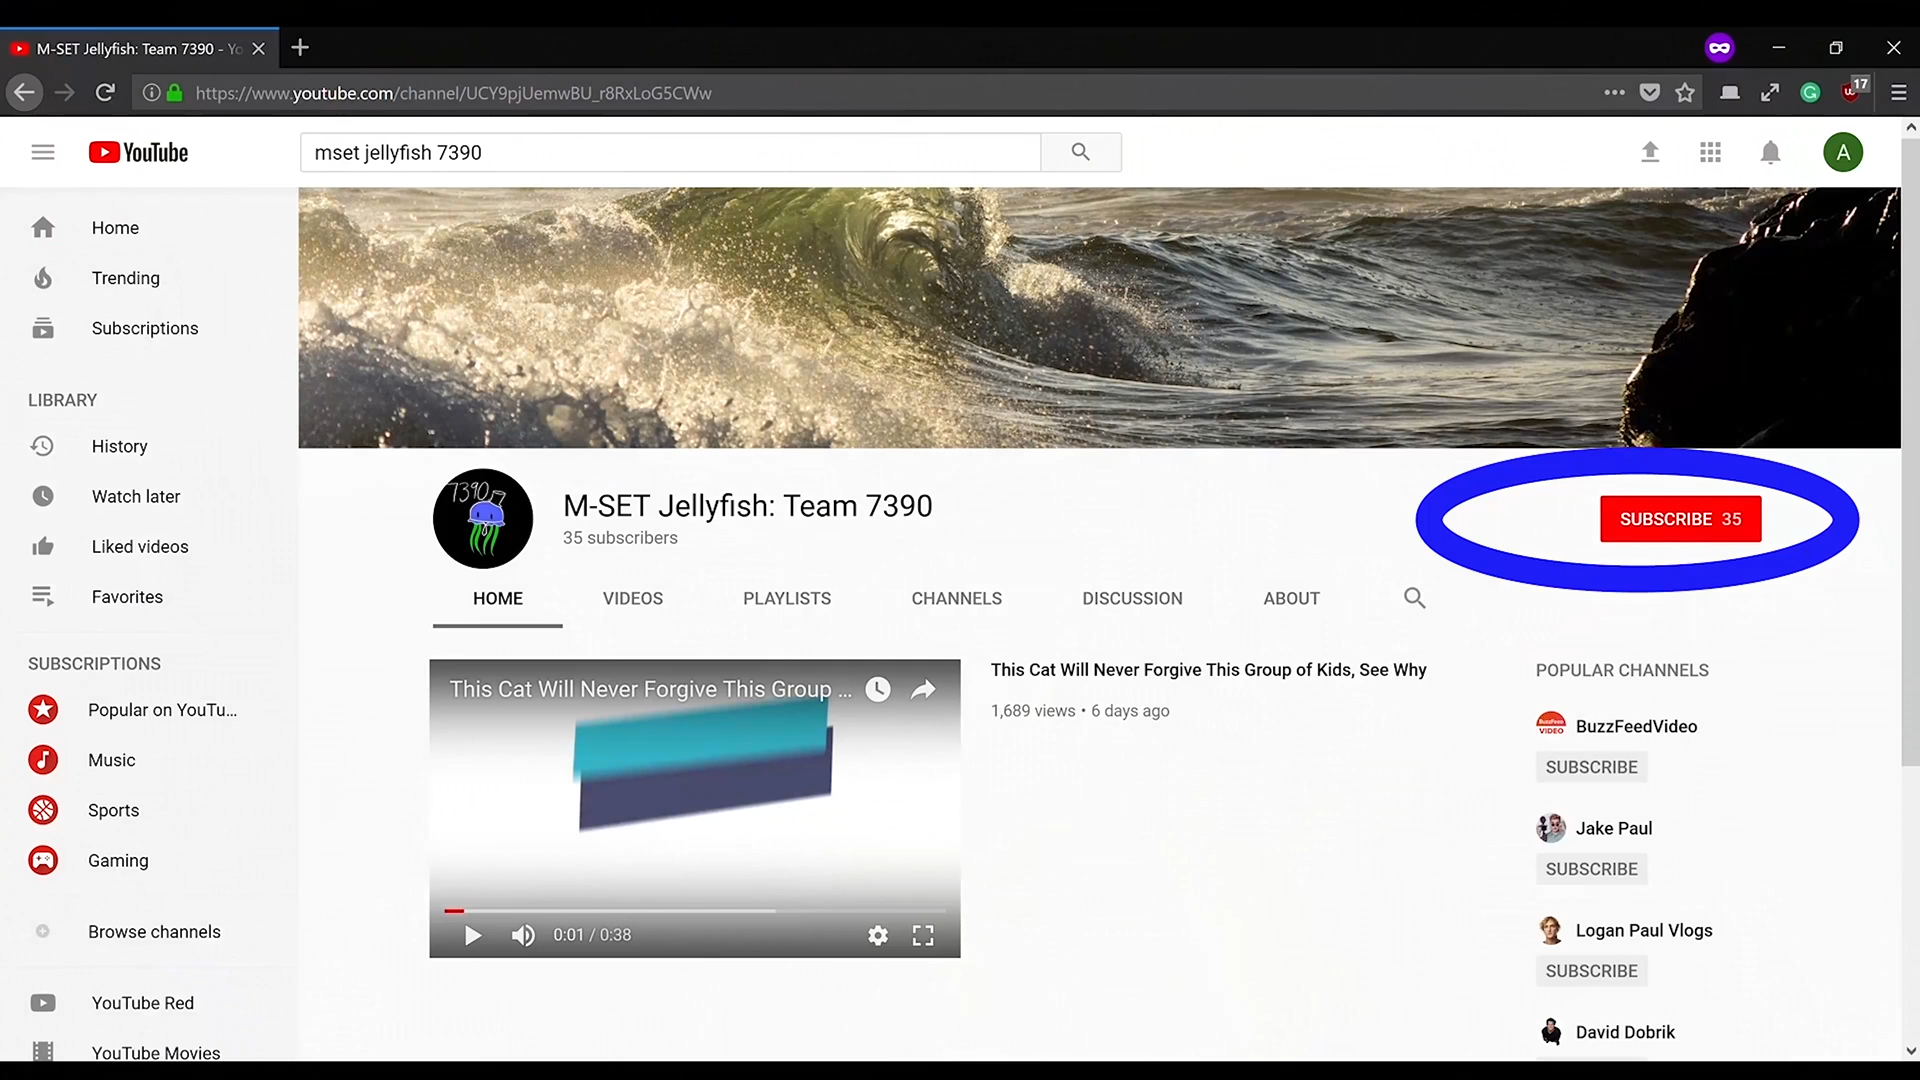 M-SET Jellyfish: Team 7390 - Yo
17
https://www.youtube.com/channel/UCY9pjUemwBU_r8RxLoG5CWw
YouTube
mset jellyfish 7390
A
Home
Trending
Subscriptions
LIBRARY
History
Watch later
Liked videos
Favorites
SUBSCRIPTIONS
Popular on YouTu...
Music
Sports
Gaming
Browse channels
YouTube Red
YouTube Movies
7390
M-SET Jellyfish: Team 7390
35 subscribers
SUBSCRIBE 35
HOME
VIDEOS
PLAYLISTS
CHANNELS
DISCUSSION
ABOUT
This Cat Will Never Forgive This Group ...
0:01 / 0:38
This Cat Will Never Forgive This Group of Kids, See Why
1,689 views • 6 days ago
POPULAR CHANNELS
BuzzFeed
VIDEO
BuzzFeedVideo
SUBSCRIBE
Jake Paul
SUBSCRIBE
Logan Paul Vlogs
SUBSCRIBE
David Dobrik